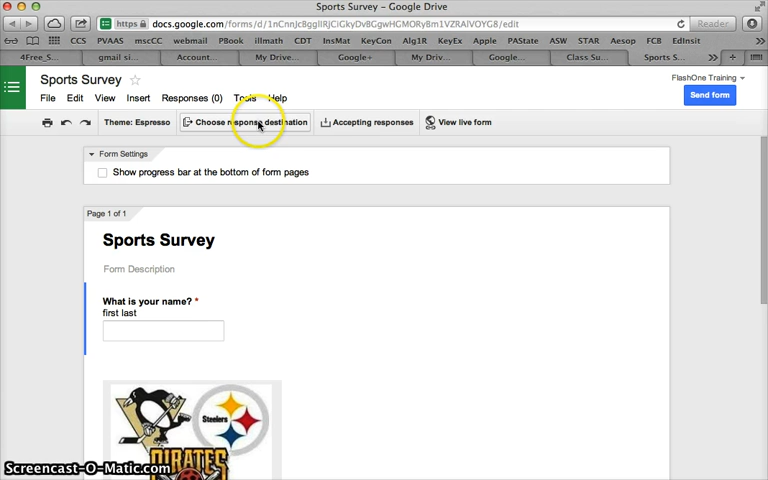 Sports Survey – Google Drive
https
docs.google.com/forms/d/1nCnnJcBggllRJCiGkyDvBGgwHGMORyBm1VZRAlVOYG8/edit
Reader
CCS PVAAS mscCC webmail PBook illmath CDT InsMat KeyCon Alg1R KeyEx Apple PAState ASW STAR Aesop FCB EdInsit
4Free_S... gmail si... Account... My Drive... Google+ My Driv... Google... Class Su... Sports S...
Sports Survey
FlashOne Training
File Edit View Insert Responses (0) Tools Help
Send form
Theme: Espresso Choose response destination Accepting responses View live form
Form Settings
Show progress bar at the bottom of form pages
Page 1 of 1
Sports Survey
Form Description
What is your name? *
first last
Steelers
PIRATES
Screencast-O-Matic.com